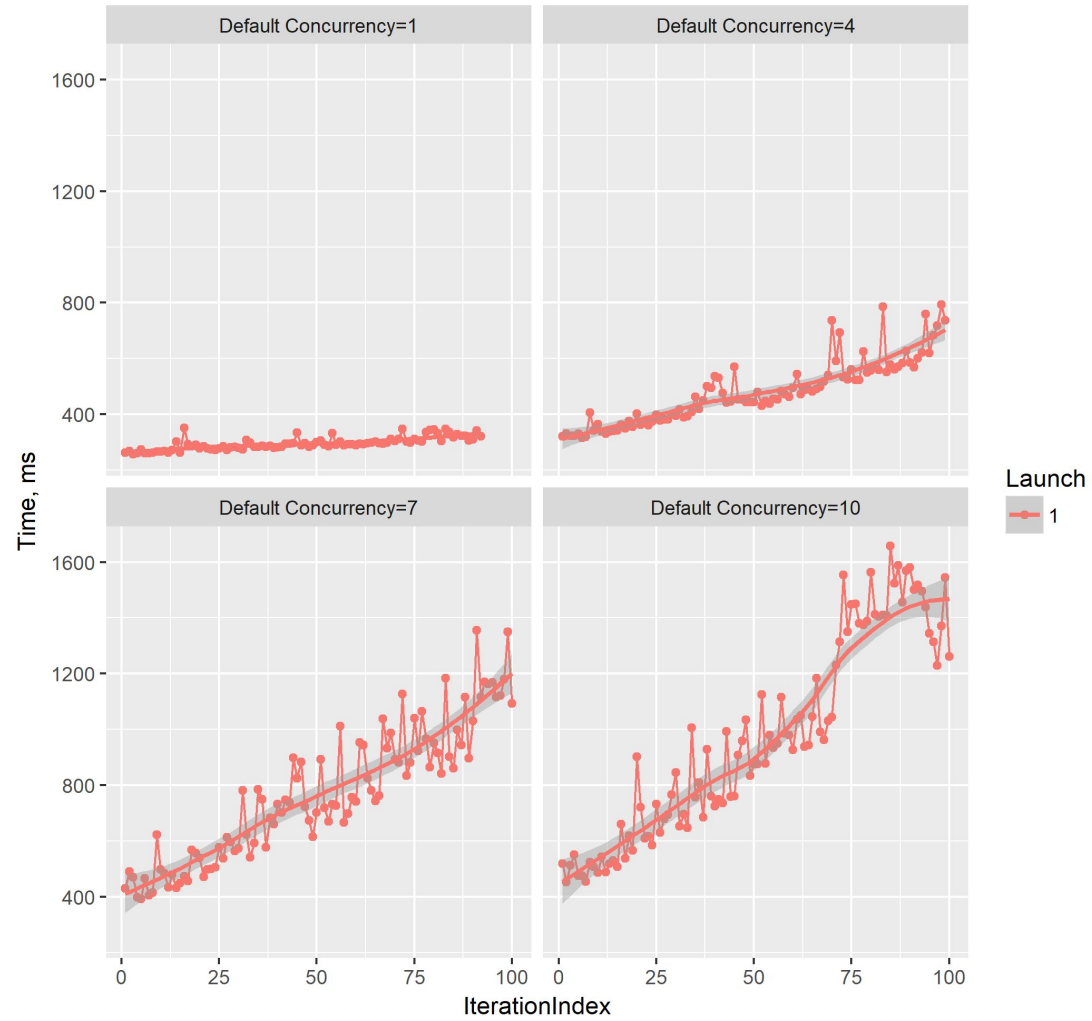 Default Concurrency=1
Default Concurrency=4
1600
1200
800
400
Default Concurrency=7
Default Concurrency=10
1600
1200
800
400
0
25
50
75
100
0
25
50
75
100
Time, ms
IterationIndex
Launch
1